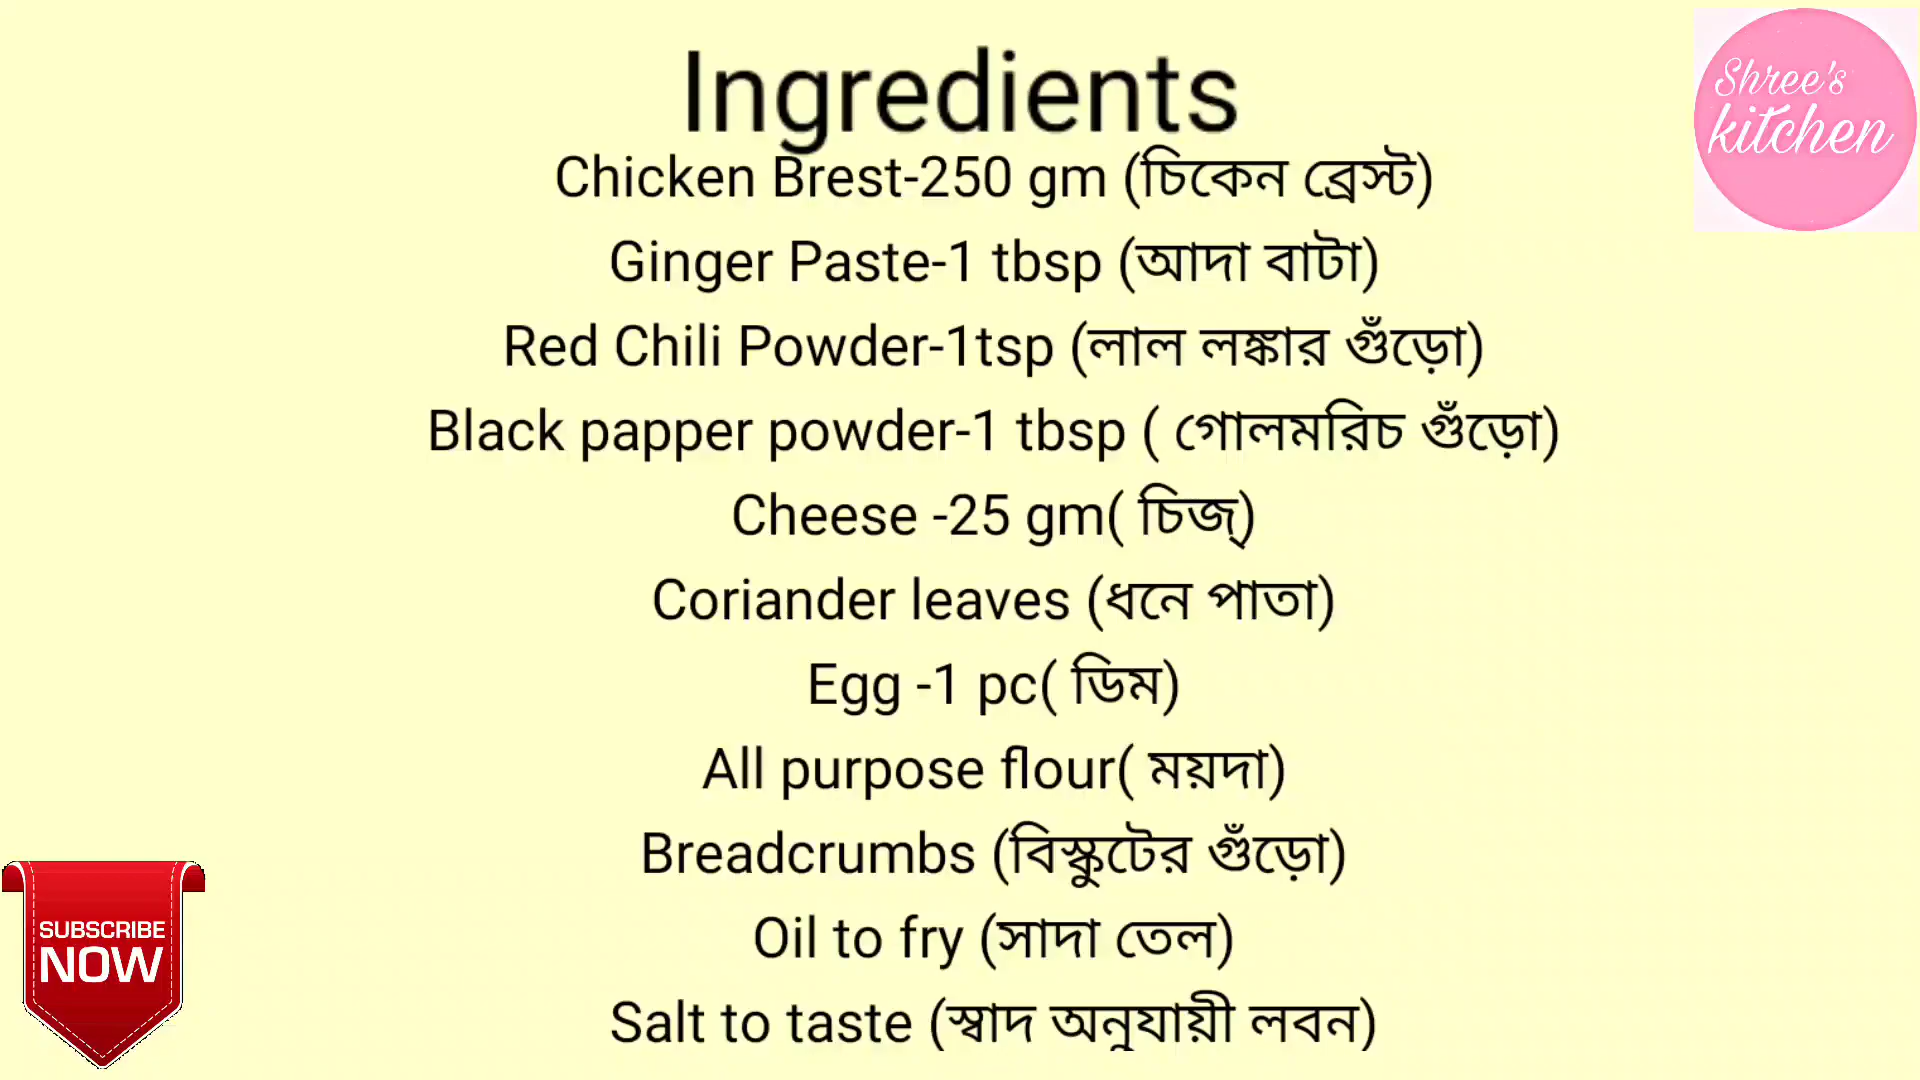 Ingredients
Shree's
kitchen
Chicken Brest-250 gm (চিকেন ব্রেস্ট)
Ginger Paste-1 tbsp (আদা বাটা)
Red Chili Powder-1tsp (লাল লঙ্কার গুঁড়ো)
Black papper powder-1 tbsp ( গোলমরিচ গুঁড়ো)
Cheese -25 gm( চিজ্)
Coriander leaves (ধনে পাতা)
Egg -1 pc( ডিম)
All purpose flour( ময়দা)
Breadcrumbs (বিস্কুটের গুঁড়ো)
Oil to fry (সাদা তেল)
Salt to taste (স্বাদ অনুযায়ী লবন)
SUBSCRIBE
NOW